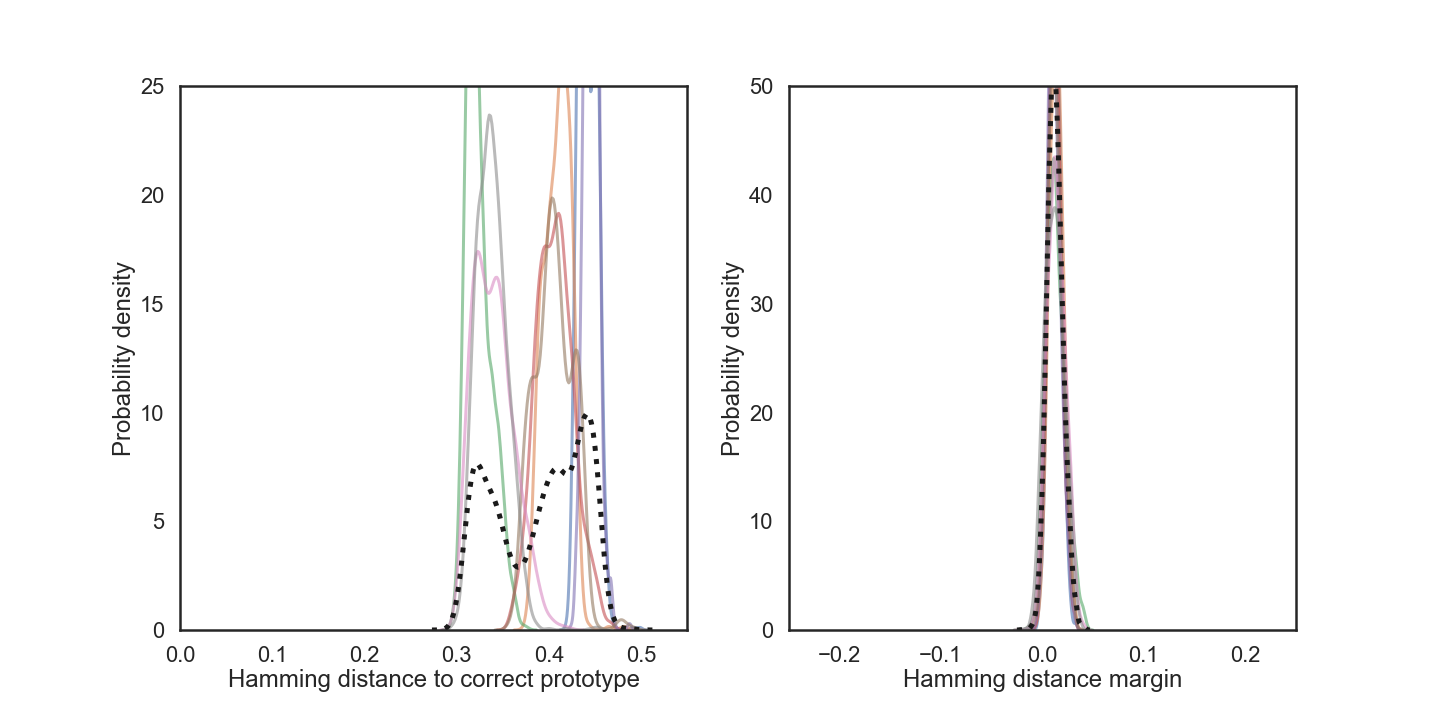 25
20
15
10
5
0
Probability density
0.0 0.1 0.2 0.3 0.4 0.5
Hamming distance to correct prototype
50
40
30
20
10
0
Probability density
−0.2 −0.1 0.0 0.1 0.2
Hamming distance margin